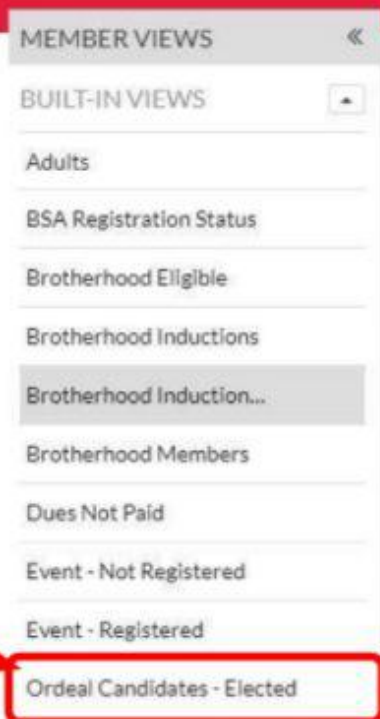 MEMBER VIEWS «
BUILT-IN VIEWS
Adults
BSA Registration Status
Brotherhood Eligible
Brotherhood Inductions
Brotherhood Induction...
Brotherhood Members
Dues Not Paid
Event - Not Registered
Event - Registered
Ordeal Candidates - Elected